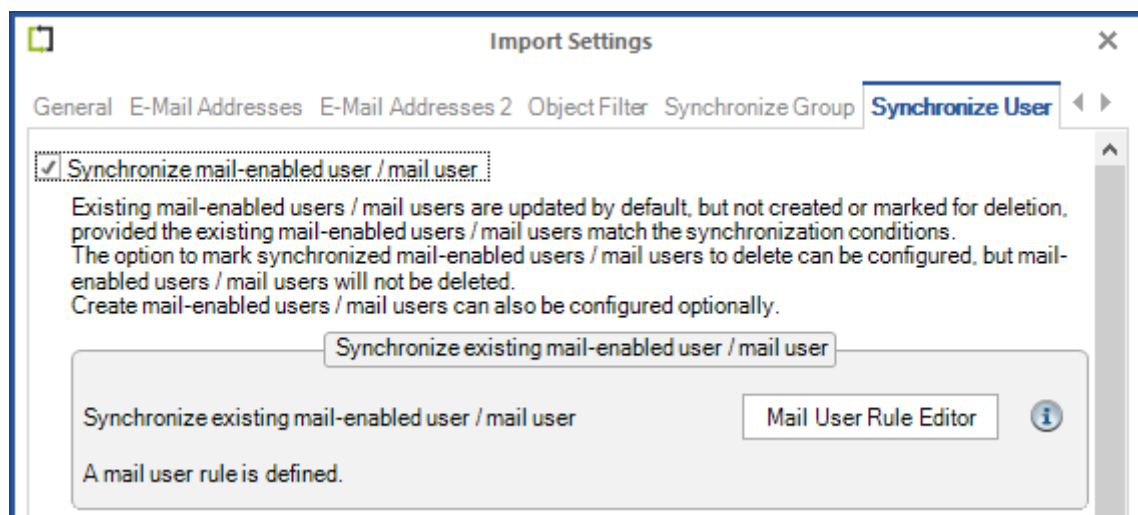 Import Settings
General E-Mail Addresses E-Mail Addresses 2 Object Filter Synchronize Group Synchronize User
Synchronize mail-enabled user / mail user
Existing mail-enabled users / mail users are updated by default, but not created or marked for deletion,
provided the existing mail-enabled users / mail users match the synchronization conditions.
The option to mark synchronized mail-enabled users / mail users to delete can be configured, but mail-
enabled users / mail users will not be deleted.
Create mail-enabled users / mail users can also be configured optionally.
Synchronize existing mail-enabled user / mail user
Synchronize existing mail-enabled user / mail user Mail User Rule Editor
A mail user rule is defined.